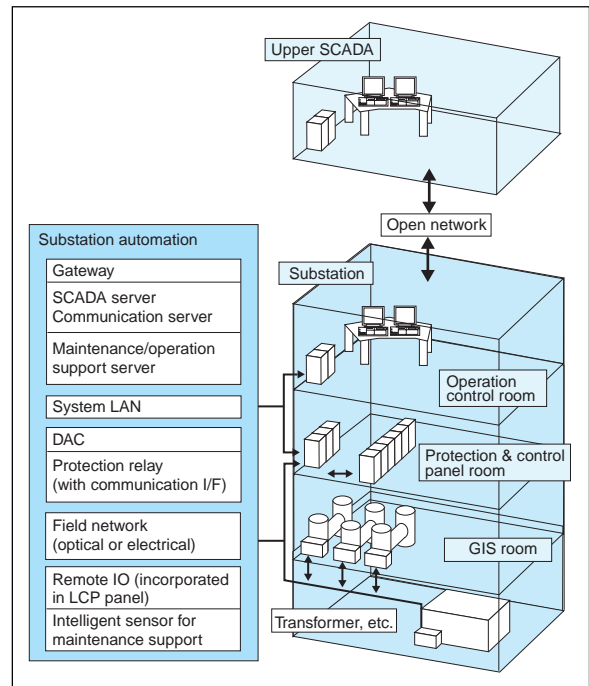 Upper SCADA
Open network
Substation automation
Gateway
SCADA server
Communication server
Maintenance/operation
support server
System LAN
DAC
Protection relay
(with communication I/F)
Field network
(optical or electrical)
Remote IO (incorporated
in LCP panel)
Intelligent sensor for
maintenance support
Substation
Operation
control room
Protection & control
panel room
GIS room
Transformer, etc.